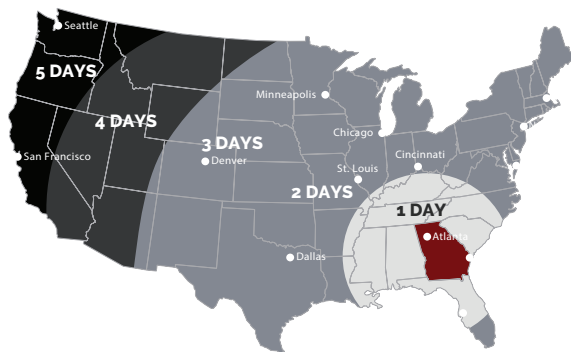 Seattle
5 DAYS
Minneapolis
4 DAYS
Chicago
3 DAYS
San Francisco
Denver
Cincinnati
St. Louis
2 DAYS
1 DAY
Atlanta
Dallas